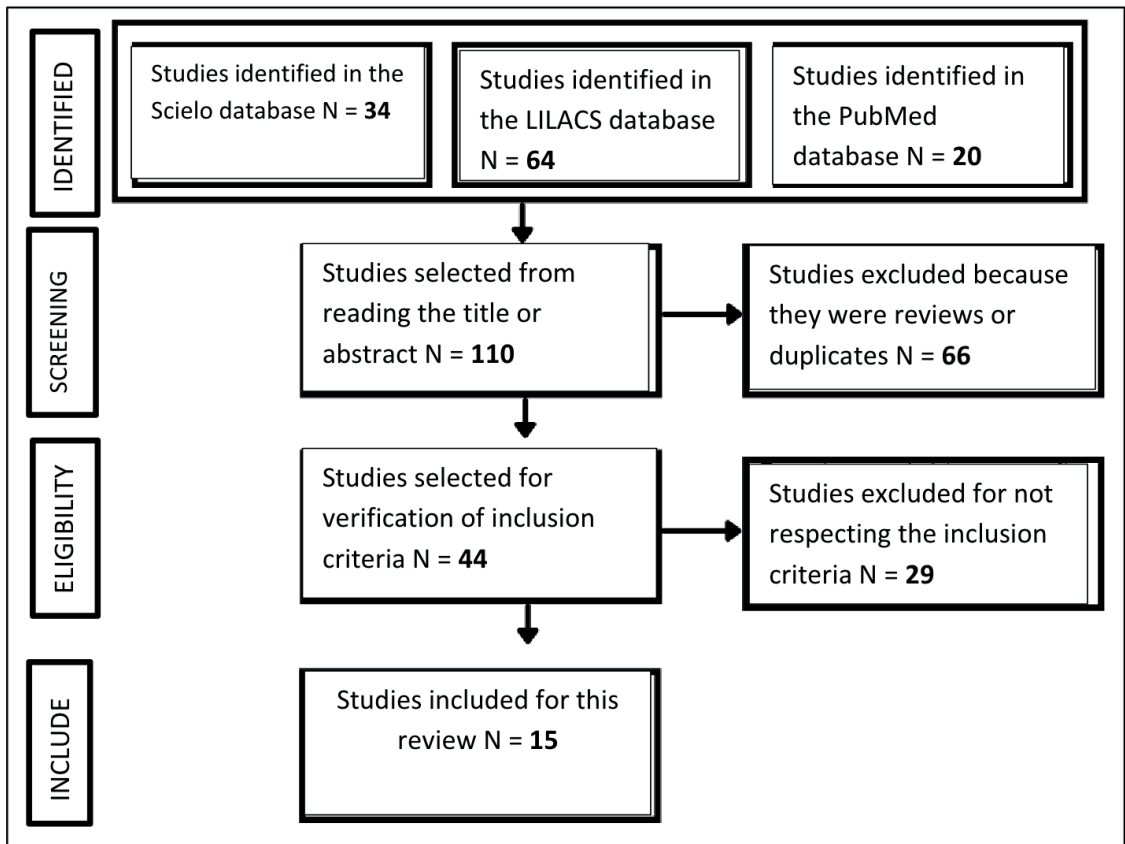 IDENTIFIED
Studies identified in the
Scielo database N = 34
Studies identified in
the LILACS database
N = 64
Studies identified in
the PubMed
database N = 20
SCREENING
Studies selected from
reading the title or
abstract N = 110
Studies excluded because
they were reviews or
duplicates N = 66
ELIGIBILITY
Studies selected for
verification of inclusion
criteria N = 44
Studies excluded for not
respecting the inclusion
criteria N = 29
INCLUDE
Studies included for this
review N = 15